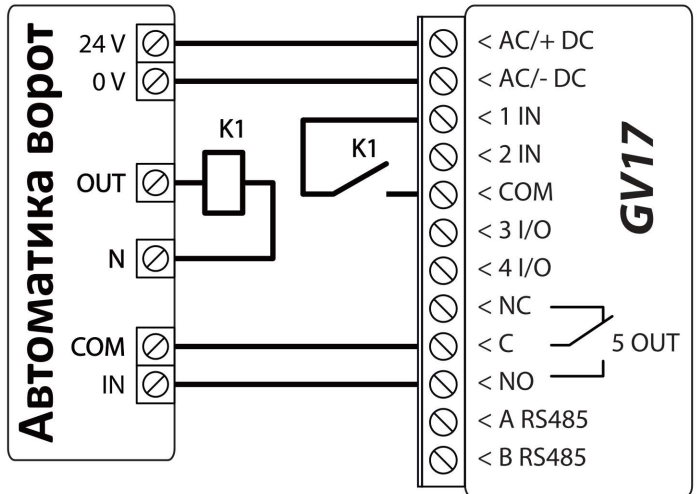 Автоматика ворот
24 V
0 V
OUT
N
COM
IN
K1
K1
< AC/+ DC
< AC/- DC
< 1 IN
< 2 IN
< COM
< 3 I/O
< 4 I/O
< NC
< C
< NO
< A RS485
< B RS485
5 OUT
GV17